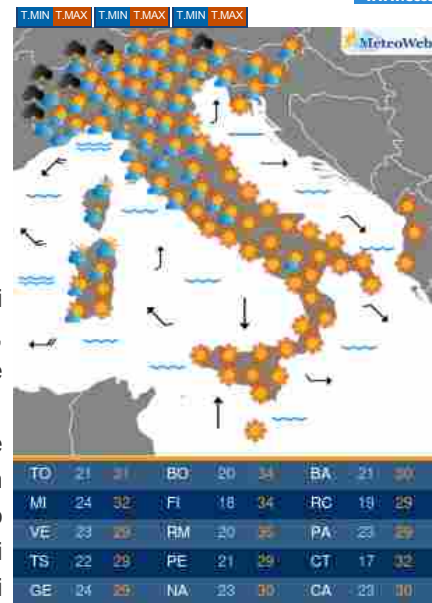 T.MIN T.MAX T.MIN T.MAX T.MIN T.MAX
MeteoWeb
i
e
e
i
i
TO 21 31 BO 20 34 BA 21 30
MI 24 32 FI 18 34 RC 19 29
VE 23 29 RM 20 35 PA 23 29
TS 22 29 PE 21 29 CT 17 32
GE 24 29 NA 23 30 CA 23 30